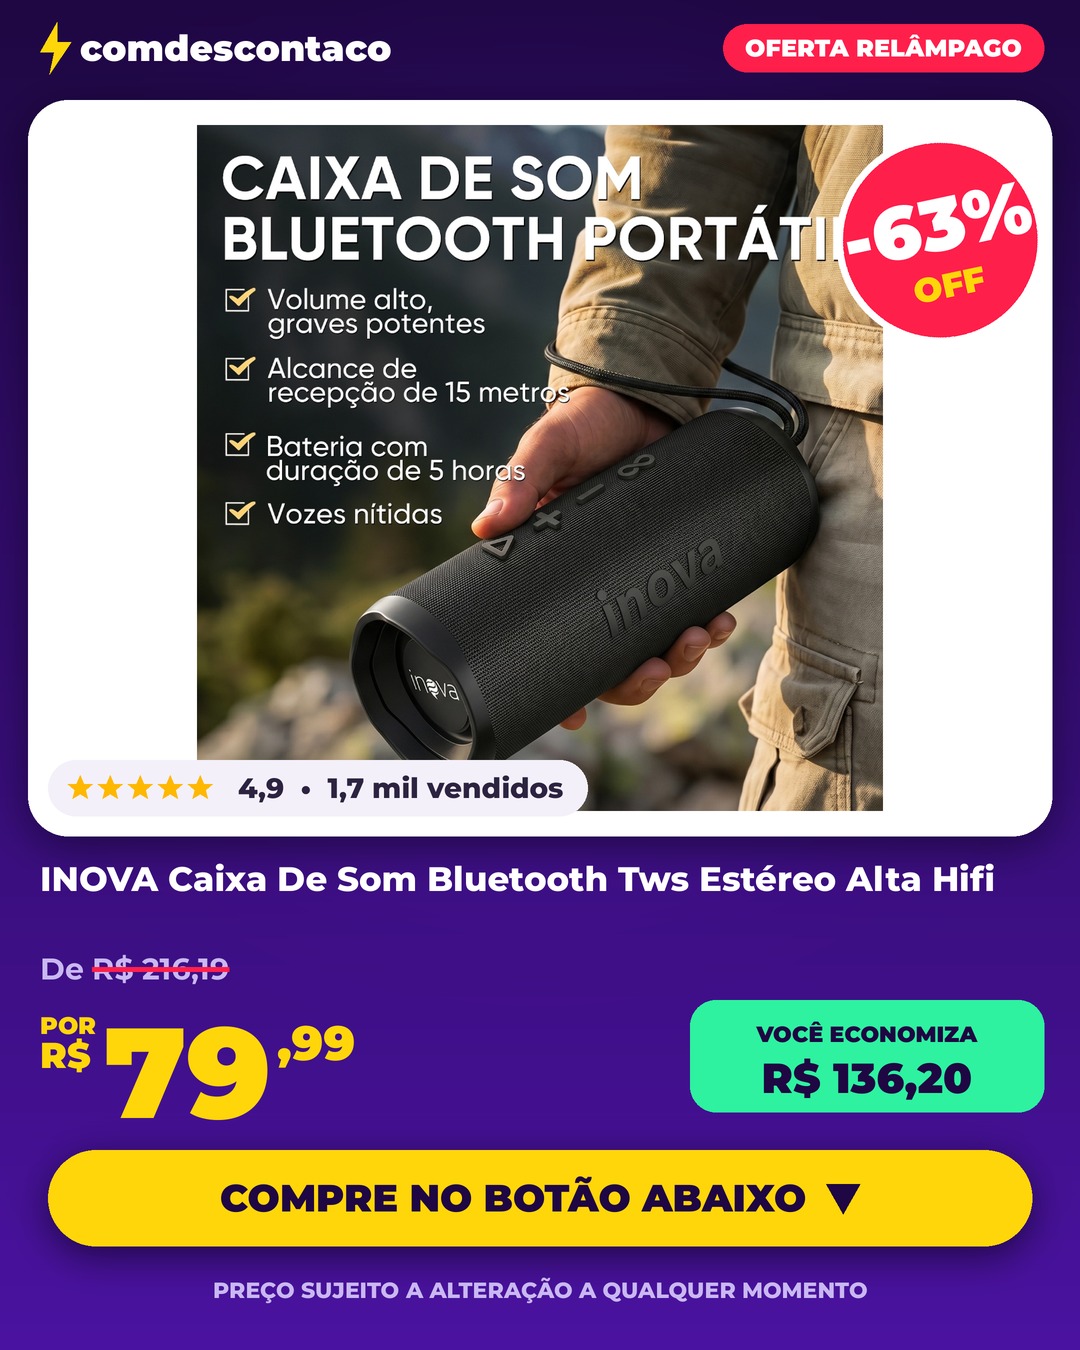 comdescontaco
OFERTA RELÂMPAGO
CAIXA DE SOM
BLUETOOTH PORTÁTI
-63%
OFF
Volume alto,
graves potentes
Alcance de
recepção de 15 metros
Bateria com
duração de 5 horas
Vozes nítidas
inova
inova
4,9 • 1,7 mil vendidos
INOVA Caixa De Som Bluetooth Tws Estéreo Alta Hifi
De R$ 216,19
POR
R$ 79,99
VOCÊ ECONOMIZA
R$ 136,20
COMPRE NO BOTÃO ABAIXO ▼
PREÇO SUJEITO A ALTERAÇÃO A QUALQUER MOMENTO